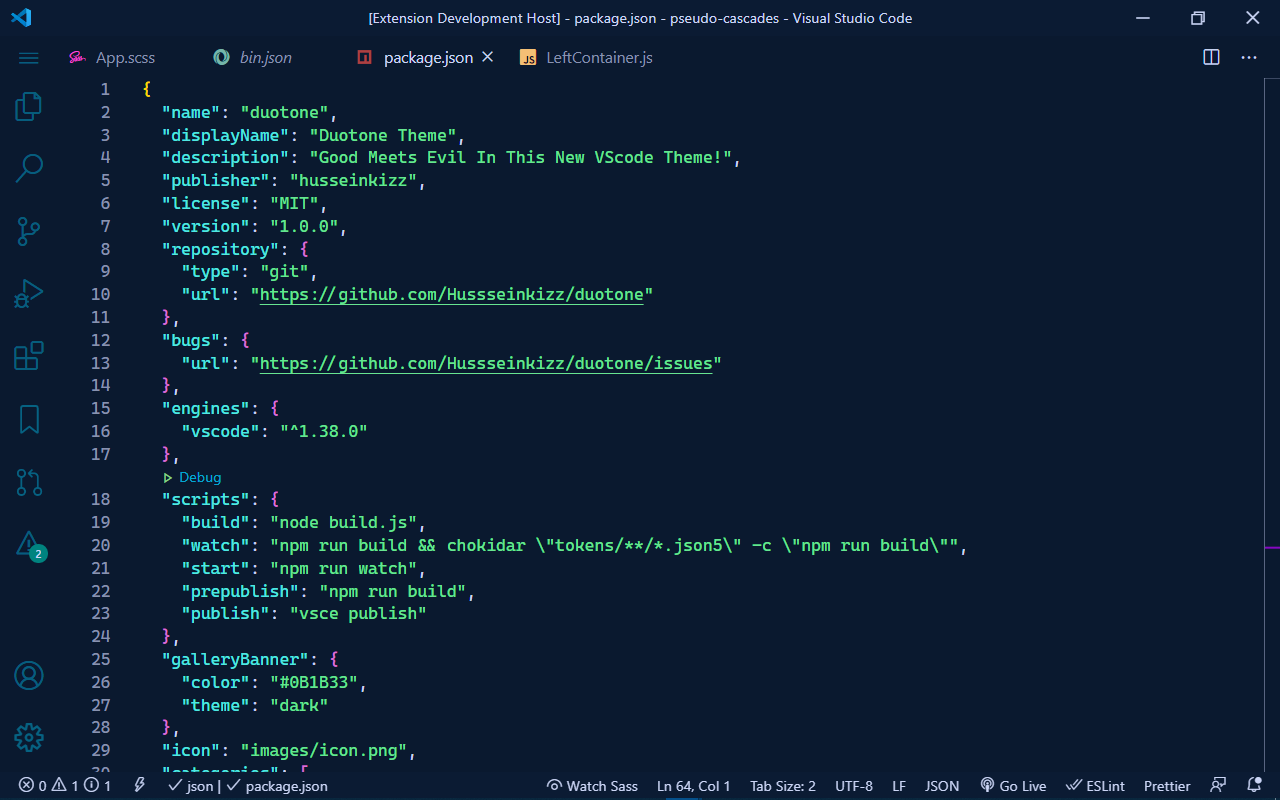 [Extension Development Host] - package.json - pseudo-cascades - Visual Studio Code
App.scss bin.json package.json JS LeftContainer.js
1 {
2 "name": "duotone",
3 "displayName": "Duotone Theme",
4 "description": "Good Meets Evil In This New VScode Theme!",
5 "publisher": "husseinkizz",
6 "license": "MIT",
7 "version": "1.0.0",
8 "repository": {
9 "type": "git",
10 "url": "https://github.com/Hussseinkizz/duotone"
11 },
12 "bugs": {
13 "url": "https://github.com/Hussseinkizz/duotone/issues"
14 },
15 "engines": {
16 "vscode": "^1.38.0"
17 },
Debug
18 "scripts": {
19 "build": "node build.js",
20 "watch": "npm run build && chokidar \"tokens/**/*.json5\" -c \"npm run build\"",
21 "start": "npm run watch",
22 "prepublish": "npm run build",
23 "publish": "vsce publish"
24 },
25 "galleryBanner": {
26 "color": "#0B1B33",
27 "theme": "dark"
28 },
29 "icon": "images/icon.png",
30 "categories": [
2
0 1 1 json | package.json Watch Sass Ln 64, Col 1 Tab Size: 2 UTF-8 LF JSON Go Live ESLint Prettier